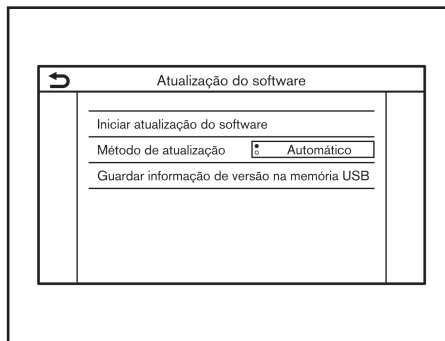 Atualização do software
Iniciar atualização do software
Método de atualização Automático
Guardar informação de versão na memória USB